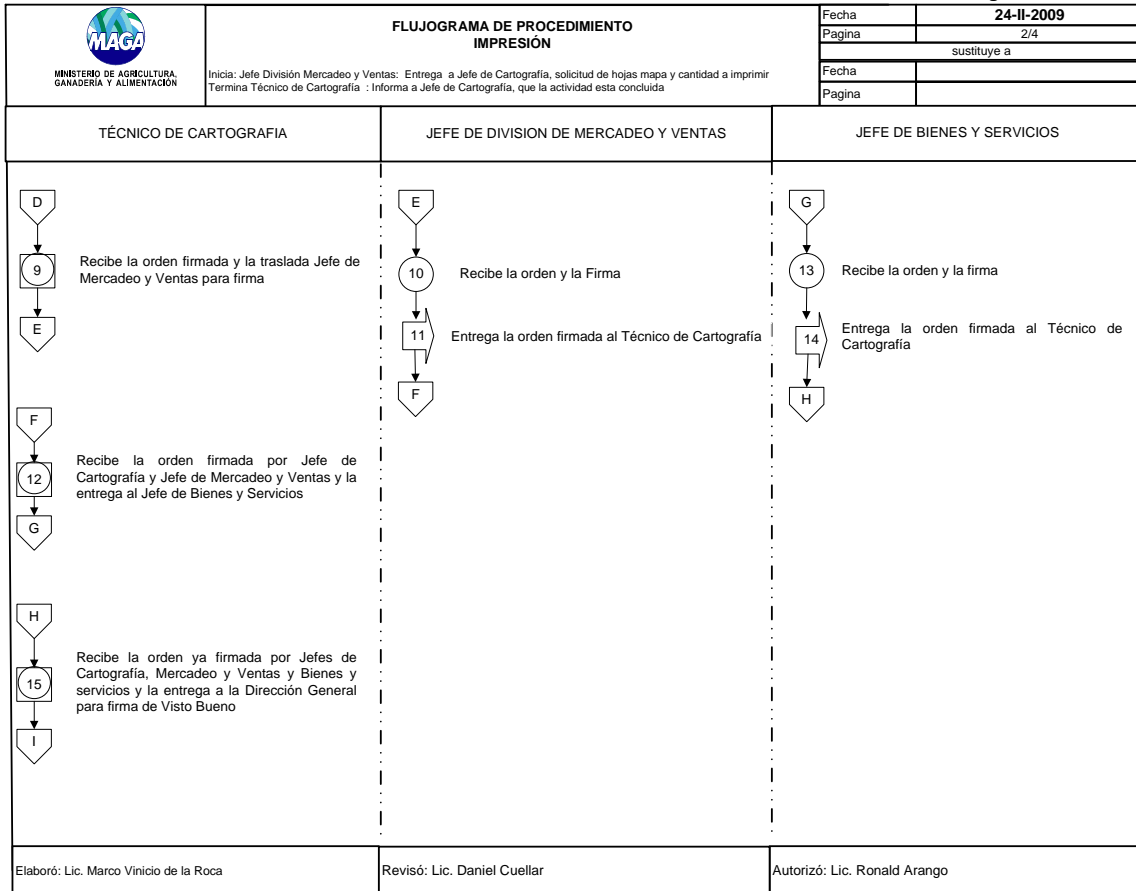 MAGA
MINISTERIO DE AGRICULTURA,
GANADERÍA Y ALIMENTACIÓN
FLUJOGRAMA DE PROCEDIMIENTO
IMPRESIÓN
Inicia: Jefe División Mercadeo y Ventas: Entrega a Jefe de Cartografía, solicitud de hojas mapa y cantidad a imprimir
Termina Técnico de Cartografía : Informa a Jefe de Cartografía, que la actividad esta concluida
Fecha 24-II-2009
Pagina 2/4
sustituye a
Fecha
Pagina
TÉCNICO DE CARTOGRAFIA
D
9
Recibe la orden firmada y la traslada Jefe de
Mercadeo y Ventas para firma
E
F
12
Recibe la orden firmada por Jefe de
Cartografía y Jefe de Mercadeo y Ventas y la
entrega al Jefe de Bienes y Servicios
G
H
15
Recibe la orden ya firmada por Jefes de
Cartografía, Mercadeo y Ventas y Bienes y
servicios y la entrega a la Dirección General
para firma de Visto Bueno
I
JEFE DE DIVISION DE MERCADEO Y VENTAS
E
10
Recibe la orden y la Firma
11
Entrega la orden firmada al Técnico de Cartografía
F
JEFE DE BIENES Y SERVICIOS
G
13
Recibe la orden y la firma
14
Entrega la orden firmada al Técnico de
Cartografía
H
Elaboró: Lic. Marco Vinicio de la Roca
Revisó: Lic. Daniel Cuellar
Autorizó: Lic. Ronald Arango